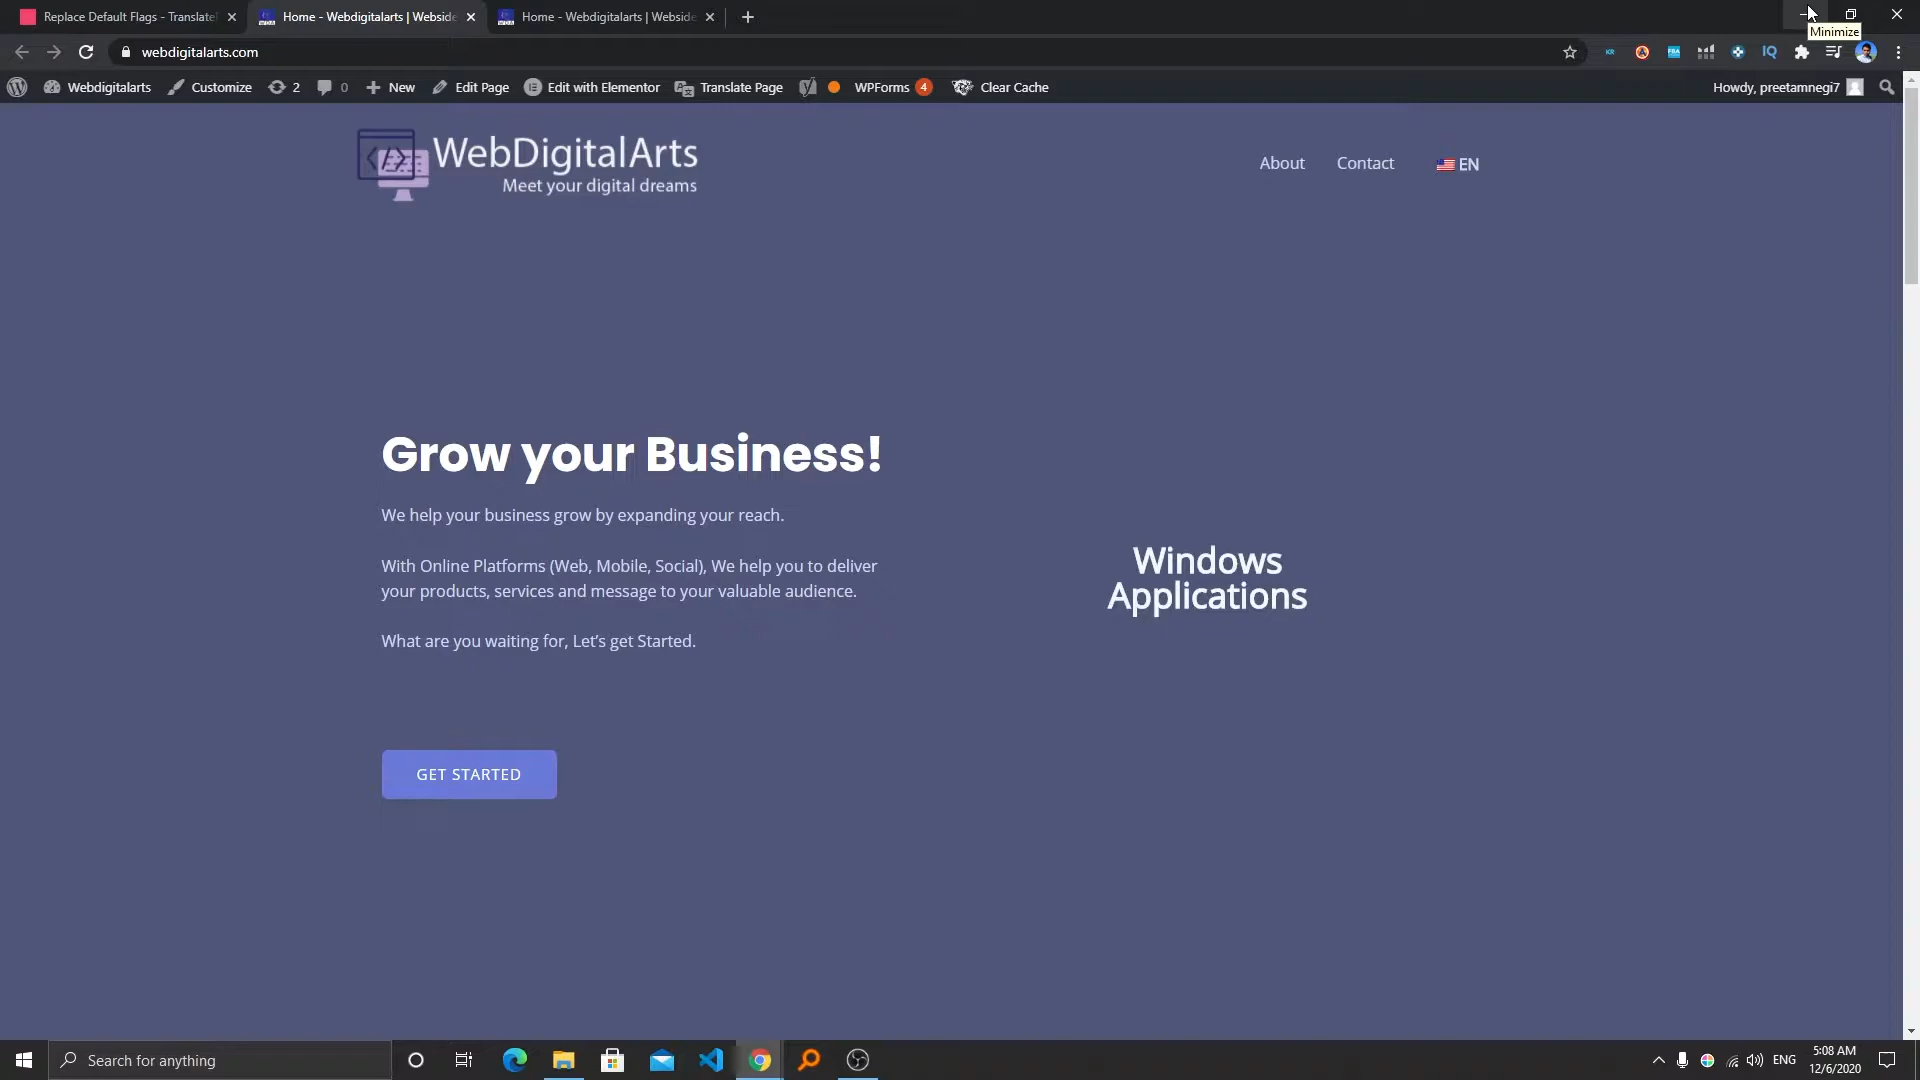 Replace Default Flags - Translate
Home - Webdigitalarts | Webside
Home - Webdigitalarts | Webside
Minimize
webdigitalarts.com
FBA
IQ
Webdigitalarts
Customize
2
0
New
Edit Page
Edit with Elementor
Translate Page
WPForms 4
Clear Cache
Howdy, preetamnegi7
WebDigitalArts
Meet your digital dreams
About
Contact
EN
Grow your Business!
We help your business grow by expanding your reach.
With Online Platforms (Web, Mobile, Social), We help you to deliver
your products, services and message to your valuable audience.
What are you waiting for, Let’s get Started.
Windows
Applications
GET STARTED
Search for anything
ENG
5:08 AM
12/6/2020